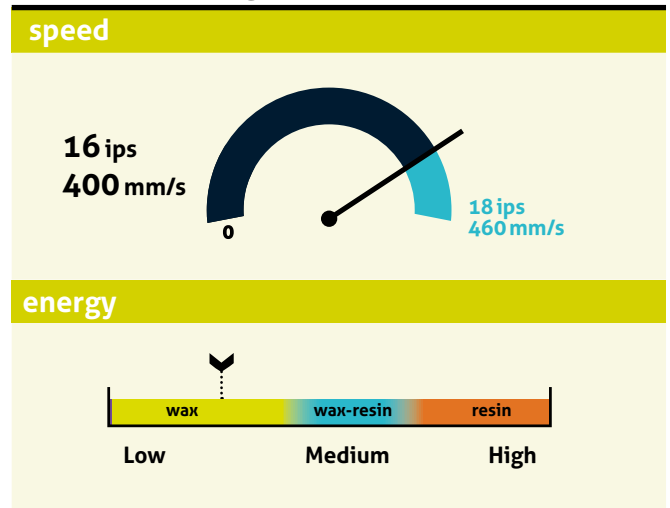 speed
16 ips
400 mm/s
0
18 ips
460 mm/s
energy
wax wax-resin resin
Low Medium High